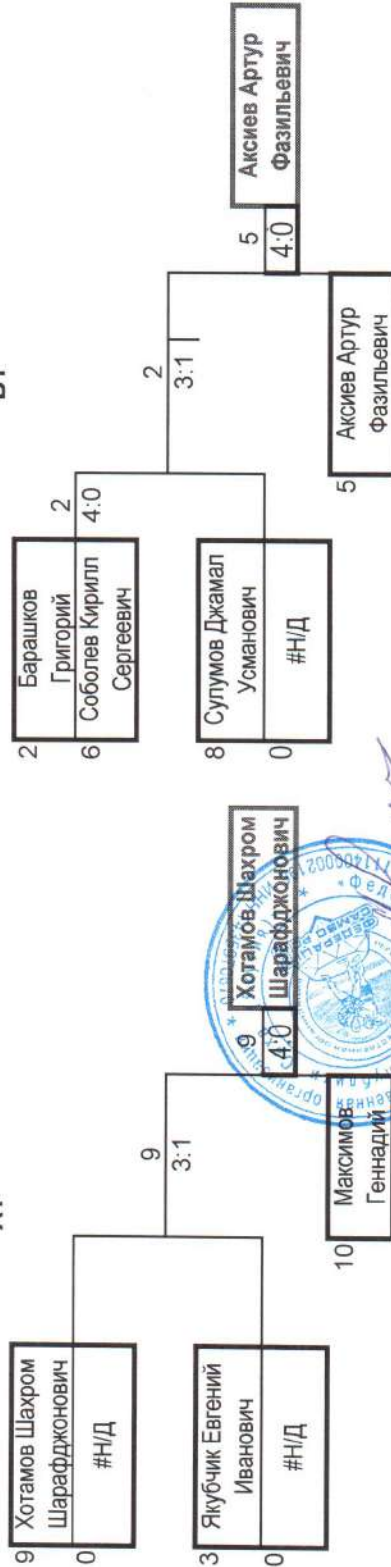 9
Хотамов Шахром
Шарафджонович
0
#Н/Д
9
3:1
3
Якубчик Евгений
Иванович
0
#Н/Д
9
4:0
Хотамов Шахром
Шарафджонович
10
Максимов
Геннадий
2
Барашков
Григорий
6
Соболев Кирилл
Сергеевич
2
4:0
2
3:1
8
Сулумов Джамал
Усманович
0
#Н/Д
5
4:0
Аксиев Артур
Фазильевич
5
Аксиев Артур
Фазильевич